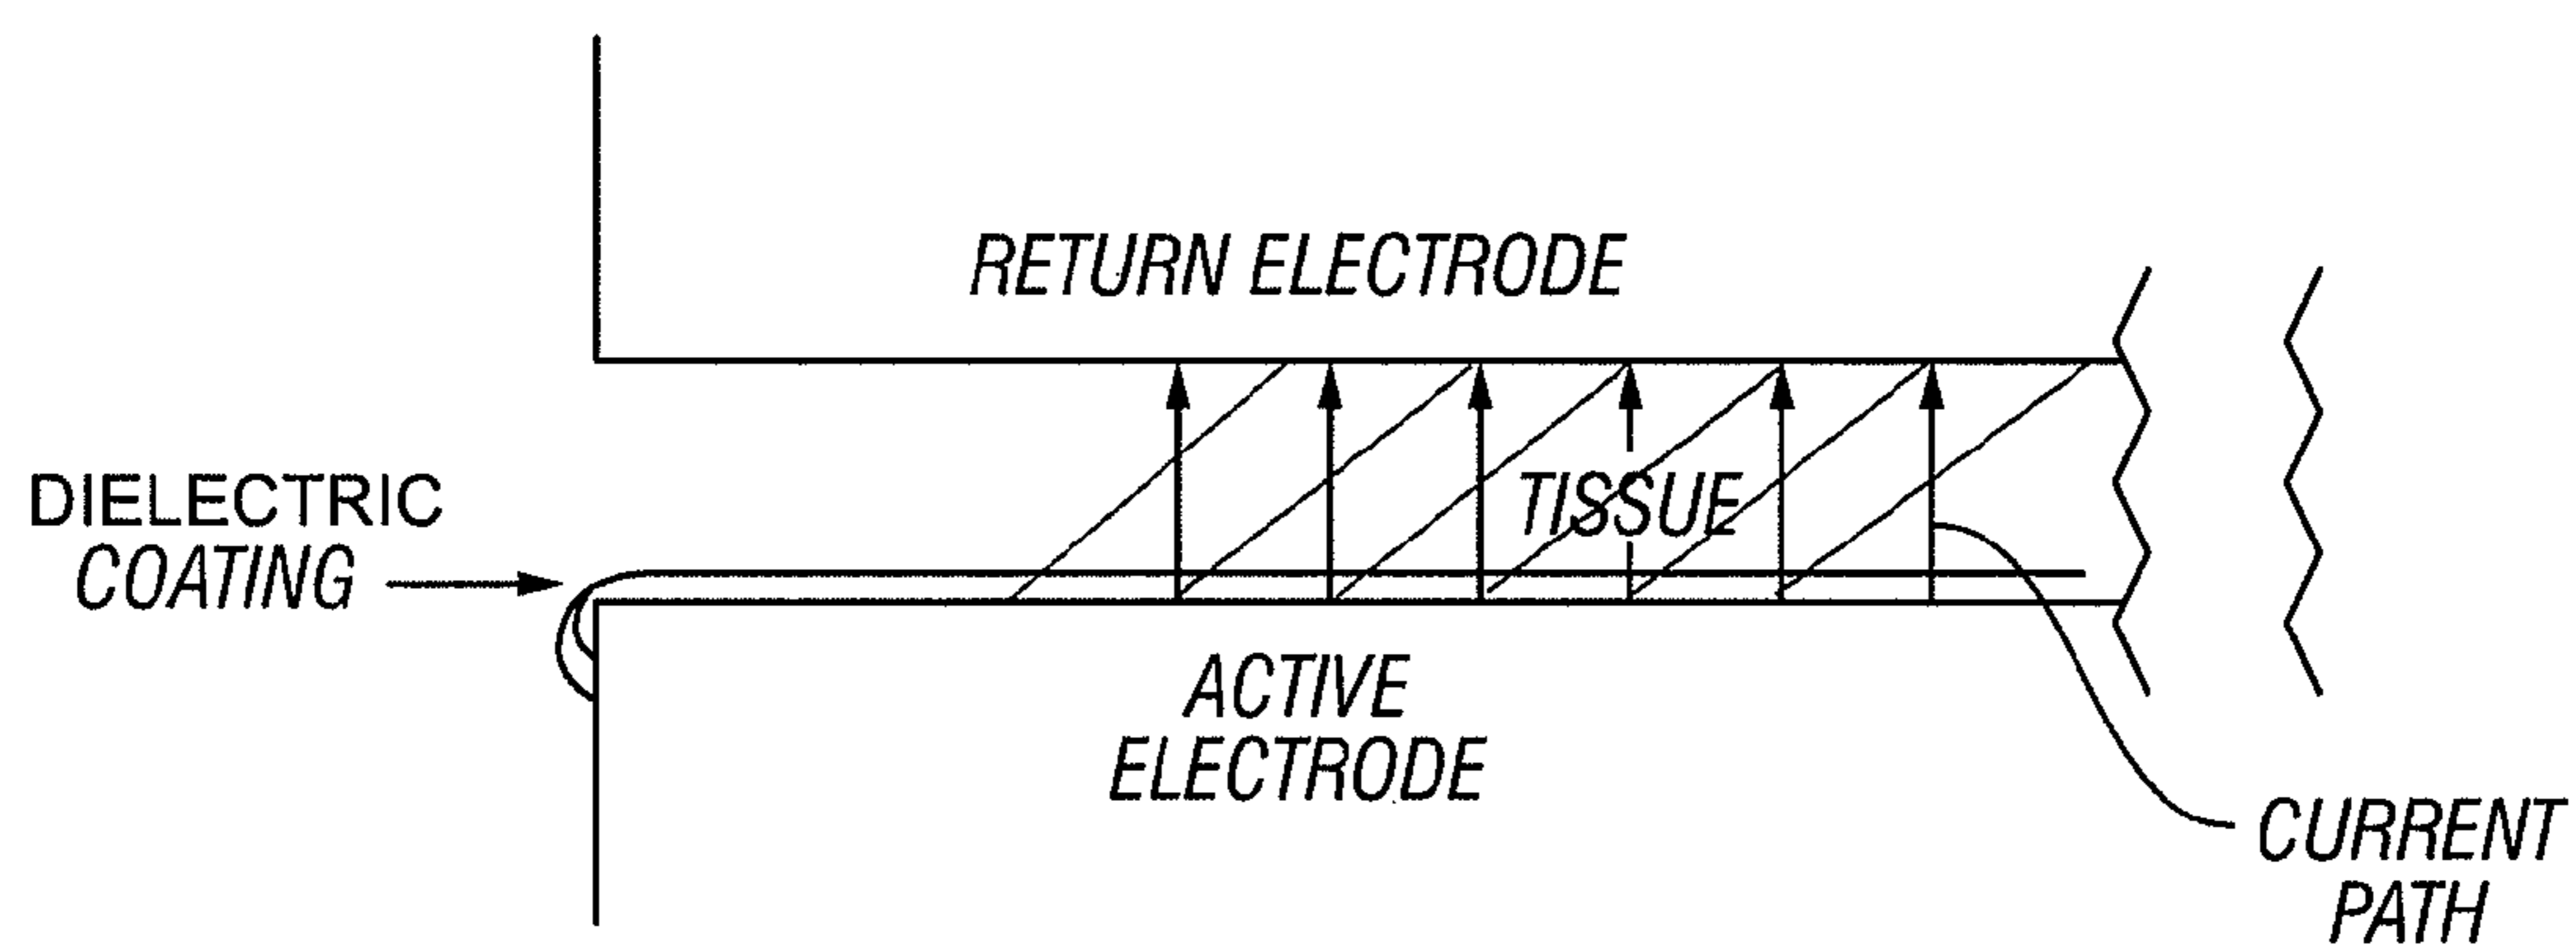 RETURN ELECTRODE
DIELECTRIC
COATING
TISSUE
ACTIVE
ELECTRODE
CURRENT
PATH